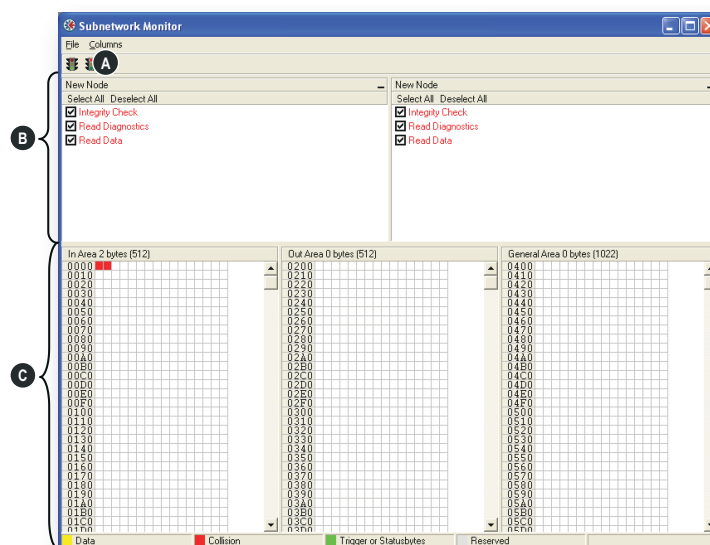 Subnetwork Monitor
File Columns
A
B
New Node
Select All Deselect All
Integrity Check
Read Diagnostics
Read Data
New Node
Select All Deselect All
Integrity Check
Read Diagnostics
Read Data
C
In Area 2 bytes (512)
0000
0010
0020
0030
0040
0050
0060
0070
0080
0090
00A0
00B0
00C0
00D0
00E0
00F0
0100
0110
0120
0130
0140
0150
0160
0170
0180
0190
01A0
01B0
01C0
01D0
Out Area 0 bytes (512)
0200
0210
0220
0230
0240
0250
0260
0270
0280
0290
02A0
02B0
02C0
02D0
02E0
02F0
0300
0310
0320
0330
0340
0350
0360
0370
0380
0390
03A0
03B0
03C0
03D0
General Area 0 bytes (1022)
0400
0410
0420
0430
0440
0450
0460
0470
0480
0490
04A0
04B0
04C0
04D0
04E0
04F0
0500
0510
0520
0530
0540
0550
0560
0570
0580
0590
05A0
05B0
05C0
05D0
Data
Collision
Trigger or Statusbytes
Reserved